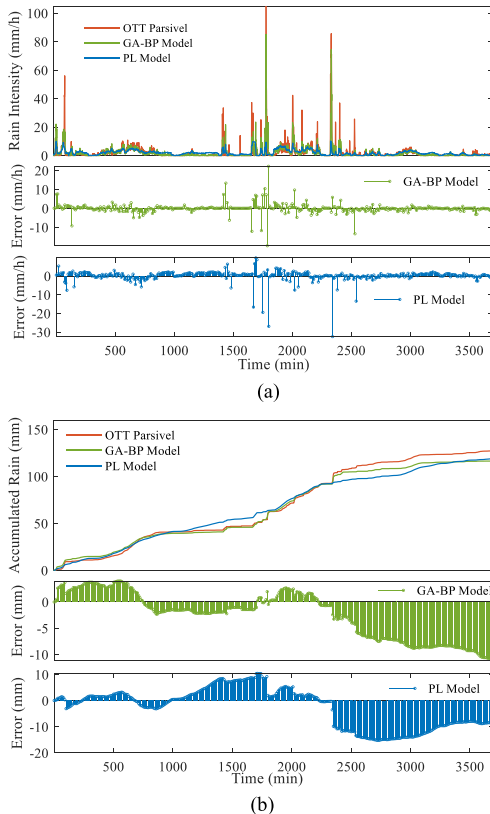 Rain Intensity (mm/h)
100
80
60
40
20
0
OTT Parsivel
GA-BP Model
PL Model
Error (mm/h)
20
10
0
-10
GA-BP Model
Error (mm/h)
0
-10
-20
-30
PL Model
500 1000 1500 2000 2500 3000 3500
Time (min)
(a)
Accumulated Rain (mm)
150
100
50
0
OTT Parsivel
GA-BP Model
PL Model
Error (mm)
0
-5
-10
GA-BP Model
Error (mm)
10
0
-10
-20
PL Model
500 1000 1500 2000 2500 3000 3500
Time (min)
(b)